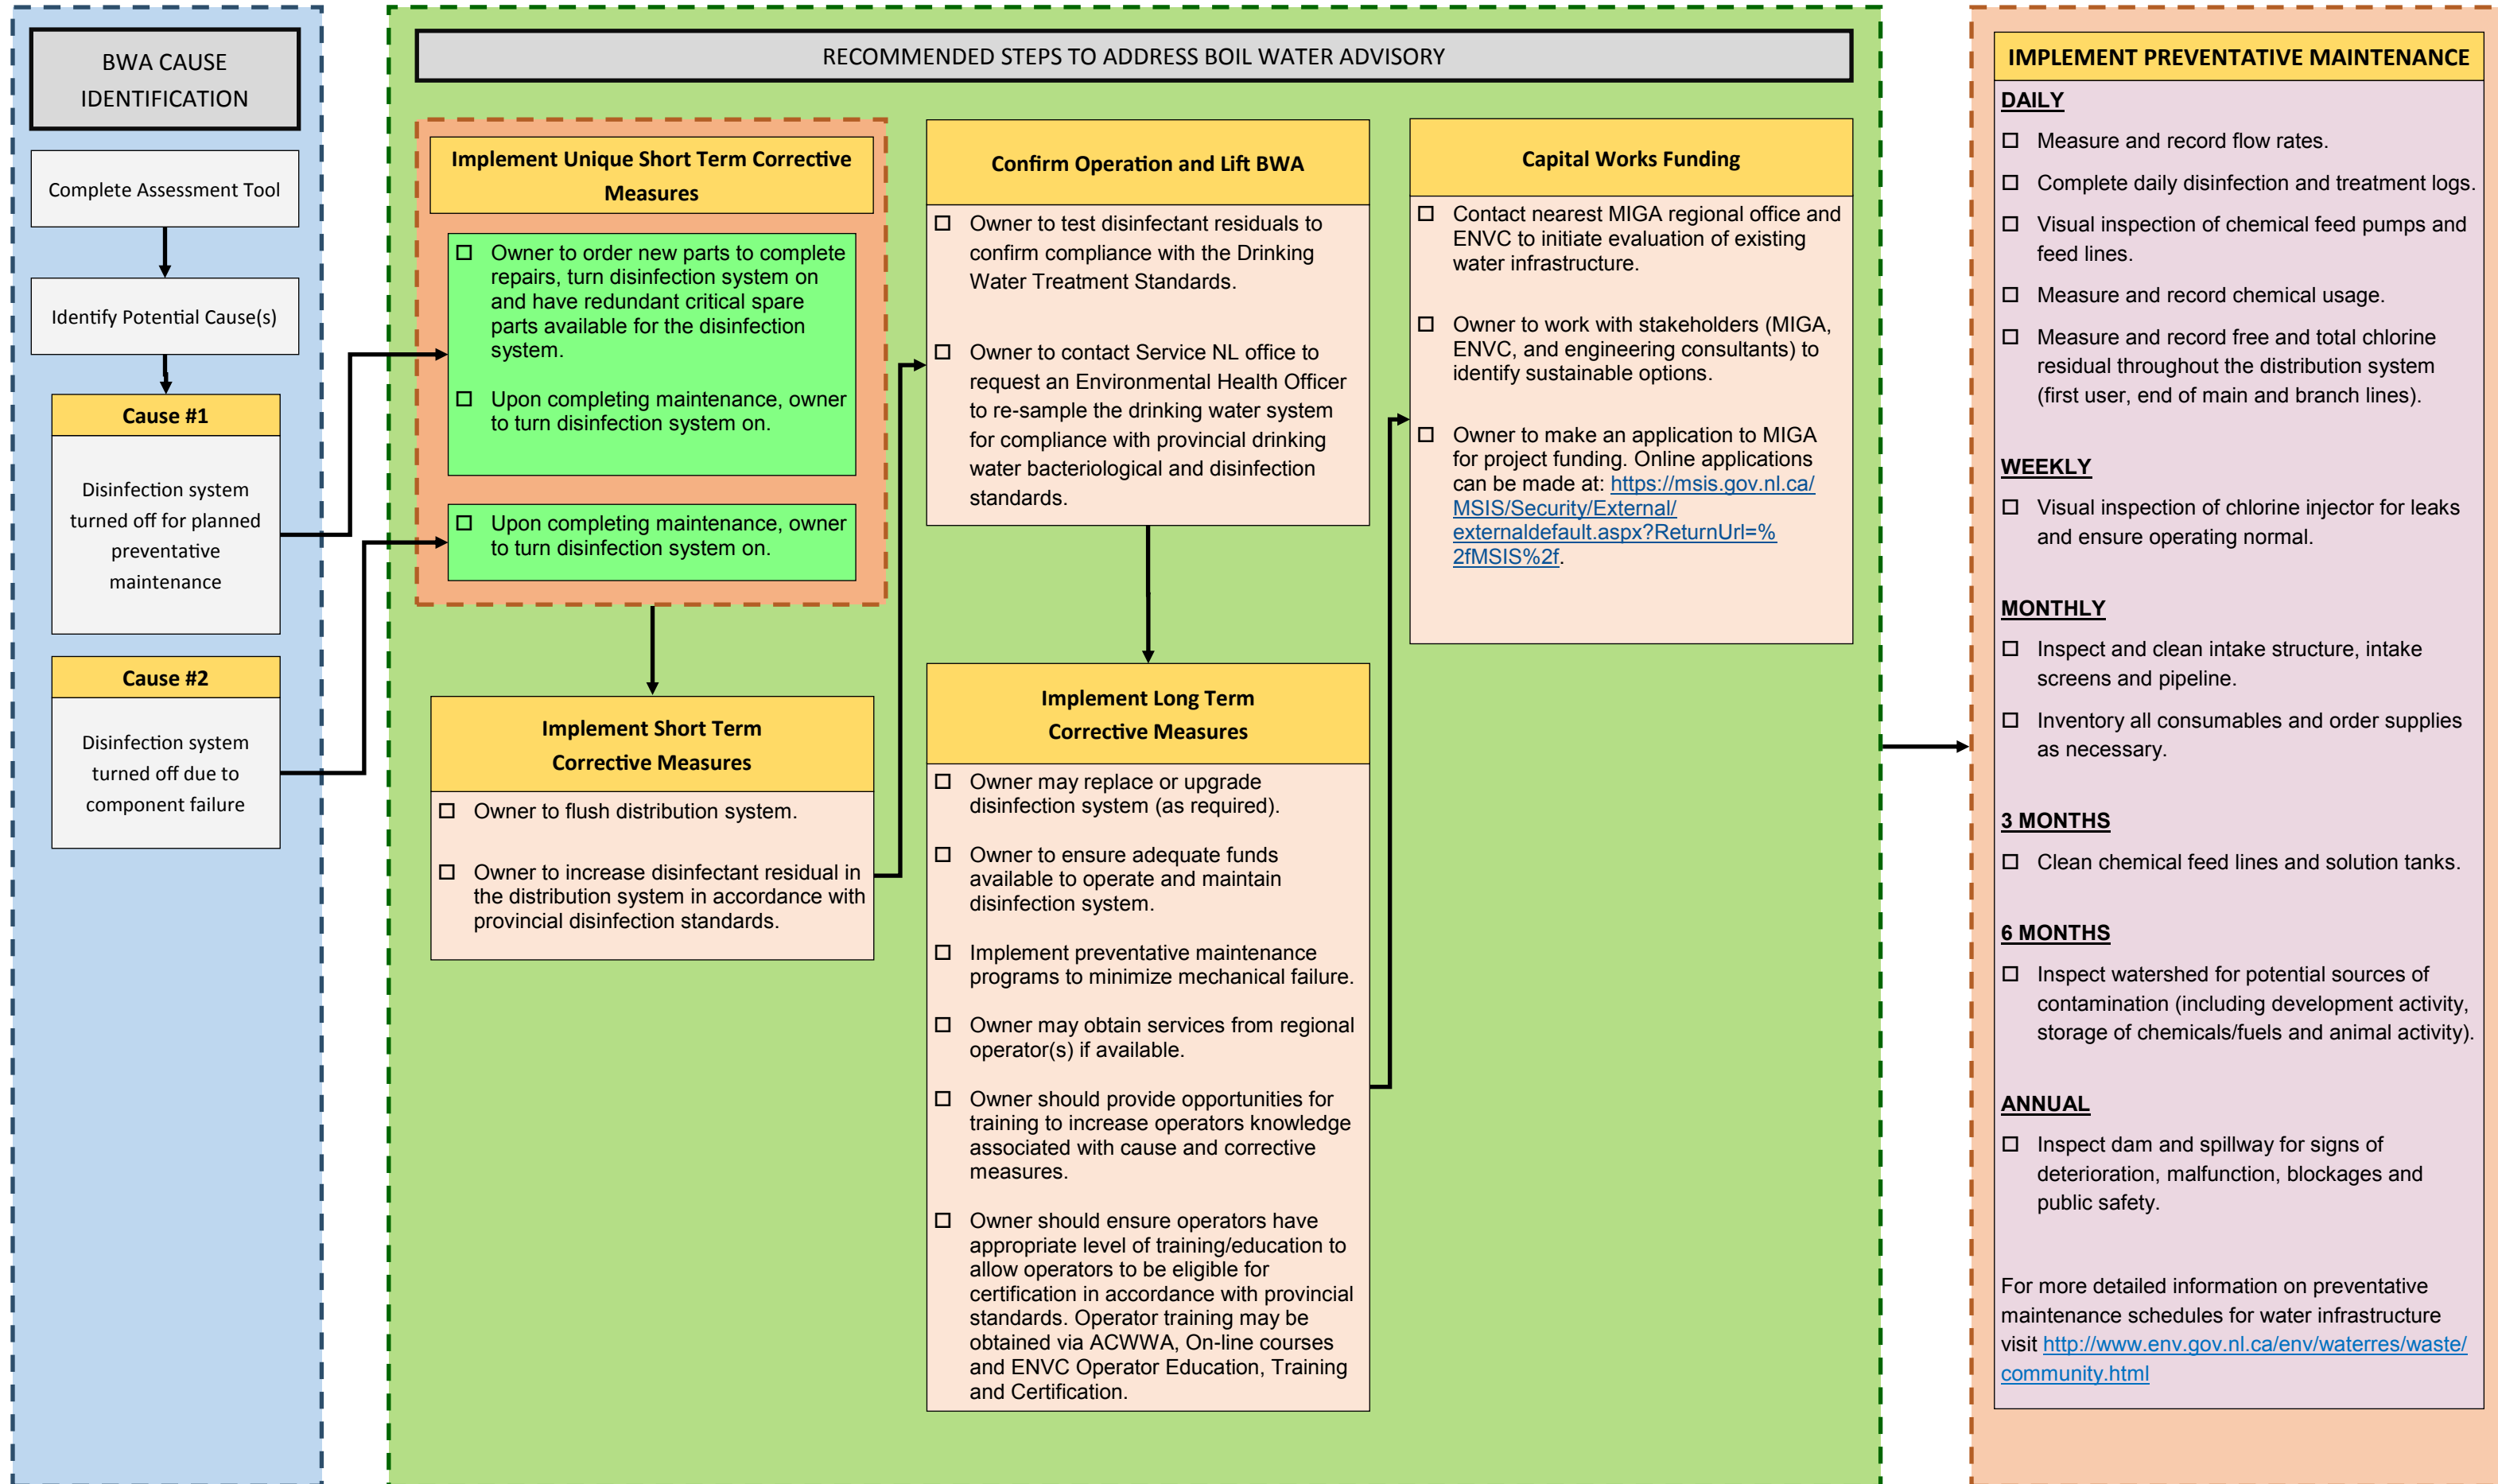 BWA CAUSE
IDENTIFICATION
Complete Assessment Tool
Identify Potential Cause(s)
Cause #1
Disinfection system
turned off for planned
preventative
maintenance
Cause #2
Disinfection system
turned off due to
component failure
RECOMMENDED STEPS TO ADDRESS BOIL WATER ADVISORY
Implement Unique Short Term Corrective
Measures
☐ Owner to order new parts to complete
repairs, turn disinfection system on
and have redundant critical spare
parts available for the disinfection
system.
☐ Upon completing maintenance, owner
to turn disinfection system on.
☐ Upon completing maintenance, owner
to turn disinfection system on.
Implement Short Term
Corrective Measures
☐ Owner to flush distribution system.
☐ Owner to increase disinfectant residual in
the distribution system in accordance with
provincial disinfection standards.
Confirm Operation and Lift BWA
☐ Owner to test disinfectant residuals to
confirm compliance with the Drinking
Water Treatment Standards.
☐ Owner to contact Service NL office to
request an Environmental Health Officer
to re-sample the drinking water system
for compliance with provincial drinking
water bacteriological and disinfection
standards.
Implement Long Term
Corrective Measures
☐ Owner may replace or upgrade
disinfection system (as required).
☐ Owner to ensure adequate funds
available to operate and maintain
disinfection system.
☐ Implement preventative maintenance
programs to minimize mechanical failure.
☐ Owner may obtain services from regional
operator(s) if available.
☐ Owner should provide opportunities for
training to increase operators knowledge
associated with cause and corrective
measures.
☐ Owner should ensure operators have
appropriate level of training/education to
allow operators to be eligible for
certification in accordance with provincial
standards. Operator training may be
obtained via ACWWA, On-line courses
and ENVC Operator Education, Training
and Certification.
Capital Works Funding
☐ Contact nearest MIGA regional office and
ENVC to initiate evaluation of existing
water infrastructure.
☐ Owner to work with stakeholders (MIGA,
ENVC, and engineering consultants) to
identify sustainable options.
☐ Owner to make an application to MIGA
for project funding. Online applications
can be made at: https://msis.gov.nl.ca/
MSIS/Security/External/
externaldefault.aspx?ReturnUrl=%
2fMSIS%2f.
IMPLEMENT PREVENTATIVE MAINTENANCE
DAILY
☐ Measure and record flow rates.
☐ Complete daily disinfection and treatment logs.
☐ Visual inspection of chemical feed pumps and
feed lines.
☐ Measure and record chemical usage.
☐ Measure and record free and total chlorine
residual throughout the distribution system
(first user, end of main and branch lines).
WEEKLY
☐ Visual inspection of chlorine injector for leaks
and ensure operating normal.
MONTHLY
☐ Inspect and clean intake structure, intake
screens and pipeline.
☐ Inventory all consumables and order supplies
as necessary.
3 MONTHS
☐ Clean chemical feed lines and solution tanks.
6 MONTHS
☐ Inspect watershed for potential sources of
contamination (including development activity,
storage of chemicals/fuels and animal activity).
ANNUAL
☐ Inspect dam and spillway for signs of
deterioration, malfunction, blockages and
public safety.
For more detailed information on preventative
maintenance schedules for water infrastructure
visit http://www.env.gov.nl.ca/env/waterres/waste/
community.html